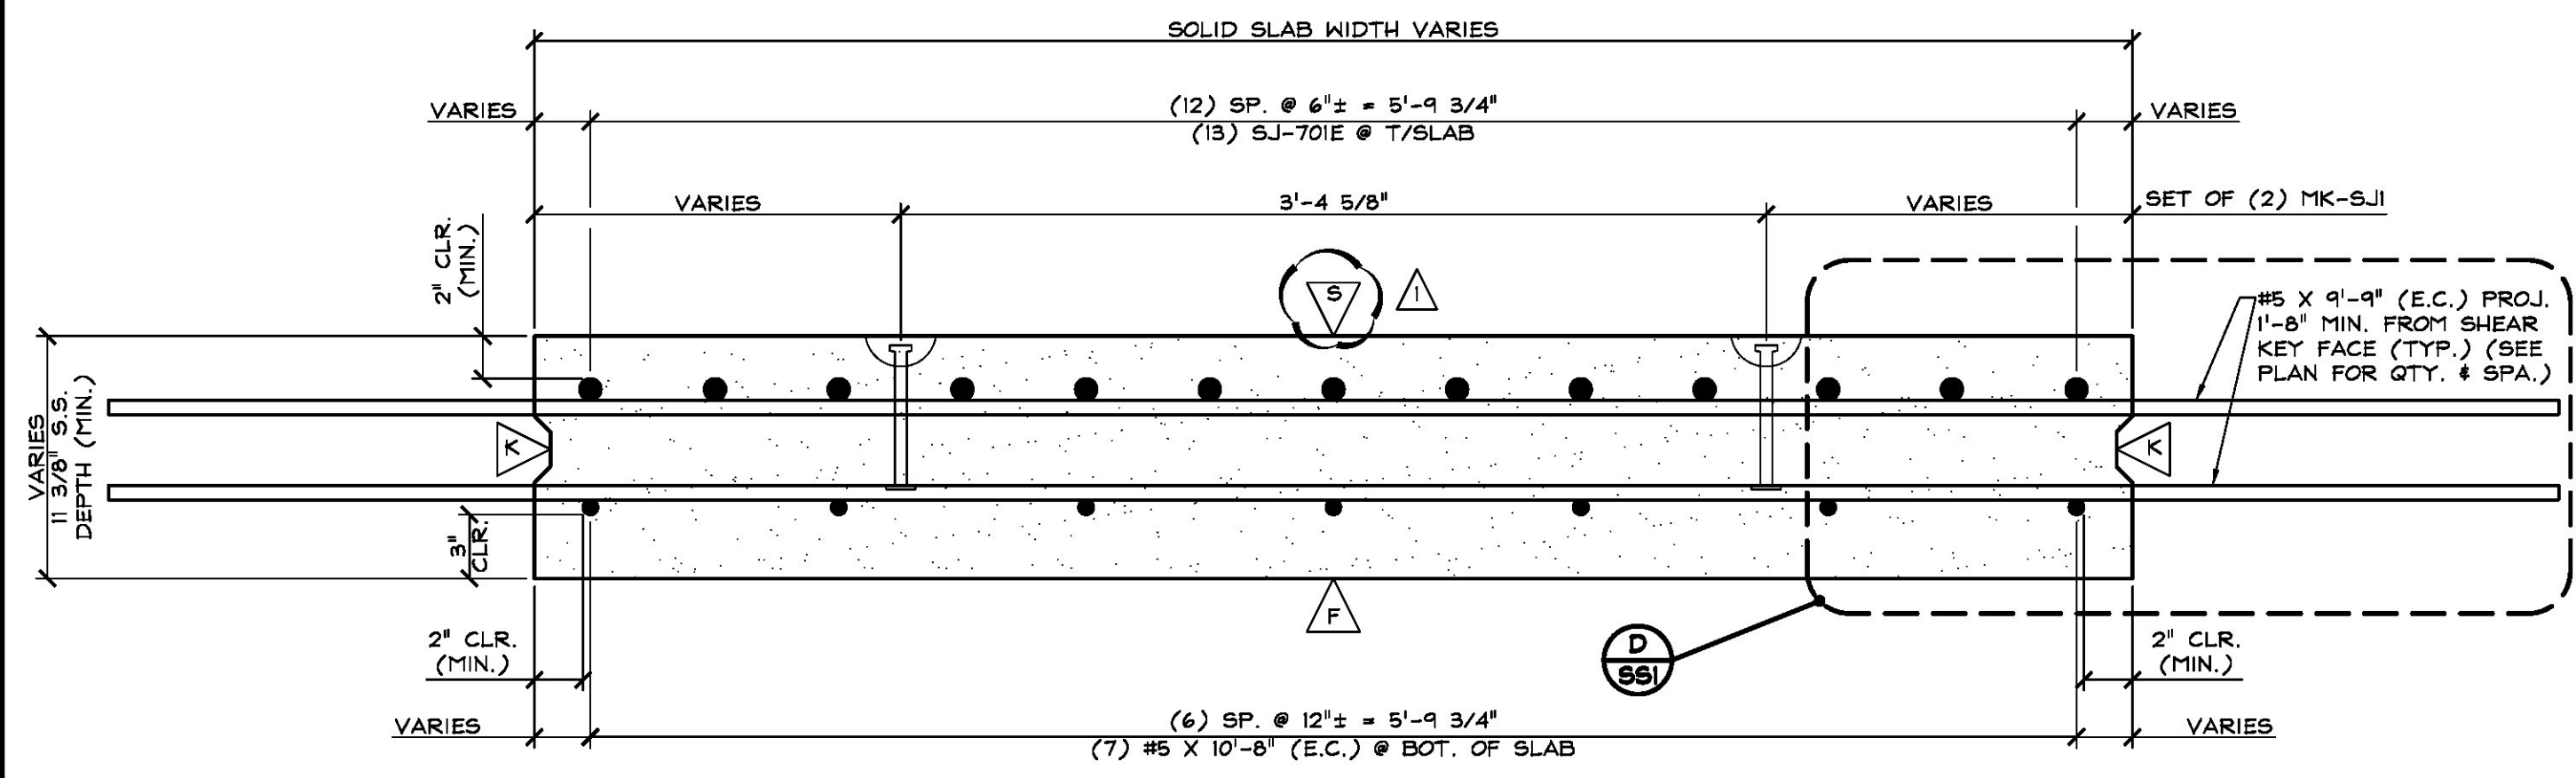 SOLID SLAB WIDTH VARIES
VARIES
(12) SP. @ 6"± = 5'-9 3/4"
(13) SJ-701E @ T/SLAB
VARIES
VARIES
3'-4 5/8"
VARIES
SET OF (2) MK-SJ1
2" CLR.
(MIN.)
S
1
#5 X 9'-9" (E.C.) PROJ.
1'-8" MIN. FROM SHEAR
KEY FACE (TYP.) (SEE
PLAN FOR QTY. & SPA.)
VARIES
11 3/8" S.S.
DEPTH (MIN.)
K
K
3"
CLR.
F
2" CLR.
(MIN.)
D
SS1
2" CLR.
(MIN.)
VARIES
(6) SP. @ 12"± = 5'-9 3/4"
(7) #5 X 10'-8" (E.C.) @ BOT. OF SLAB
VARIES